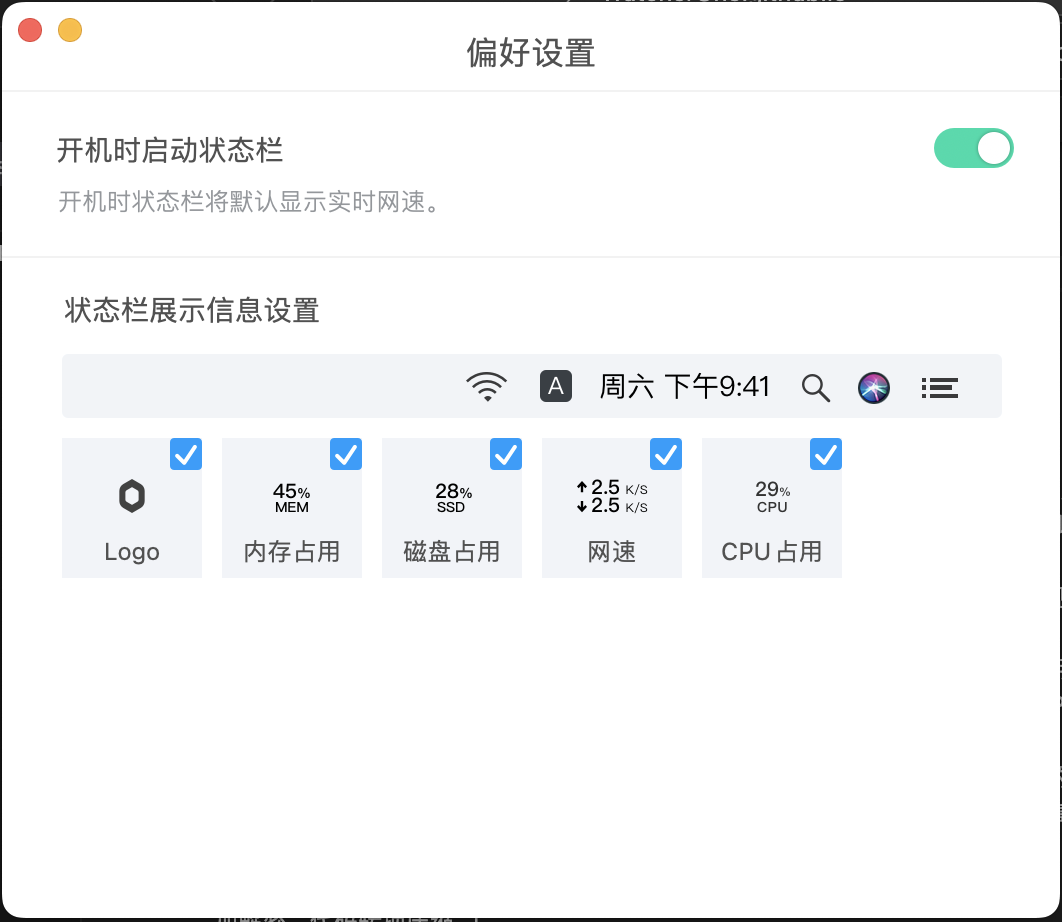 偏好设置
开机时启动状态栏
开机时状态栏将默认显示实时网速。
状态栏展示信息设置
A 周六 下午9:41
45% 28% ↑2.5 K/S 29%
MEM SSD ↓2.5 K/S CPU
Logo 内存占用 磁盘占用 网速 CPU 占用